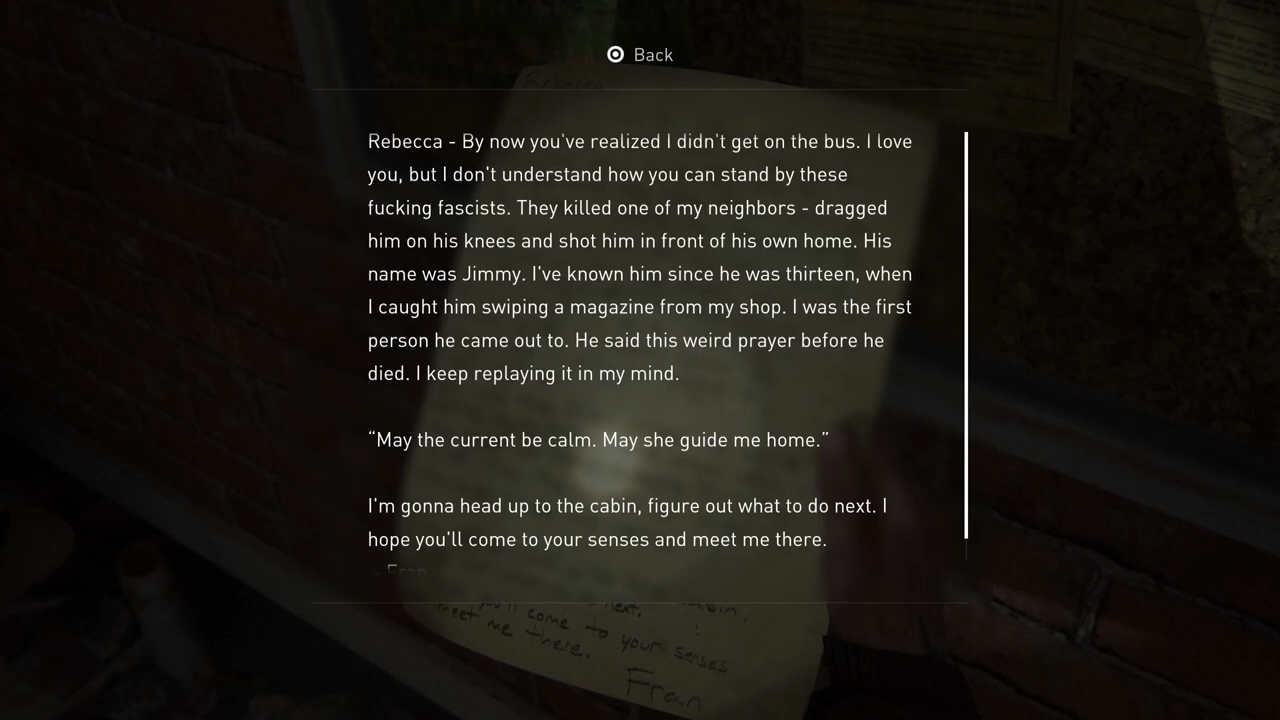 Back
Rebecca - By now you've realized I didn't get on the bus. I love
you, but I don't understand how you can stand by these
fucking fascists. They killed one of my neighbors - dragged
him on his knees and shot him in front of his own home. His
name was Jimmy. I've known him since he was thirteen, when
I caught him swiping a magazine from my shop. I was the first
person he came out to. He said this weird prayer before he
died. I keep replaying it in my mind.
“May the current be calm. May she guide me home.”
I'm gonna head up to the cabin, figure out what to do next. I
hope you'll come to your senses and meet me there.
- Fran
next. cabin,
you'll come to your senses
meet me there.
Fran